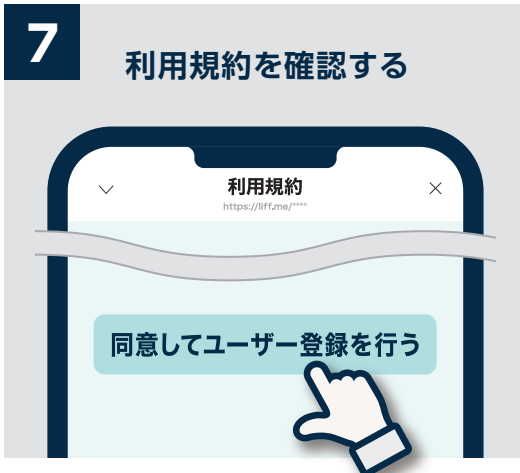 7
利用規約を確認する
利用規約
https://liff.me/****
同意してユーザー登録を行う